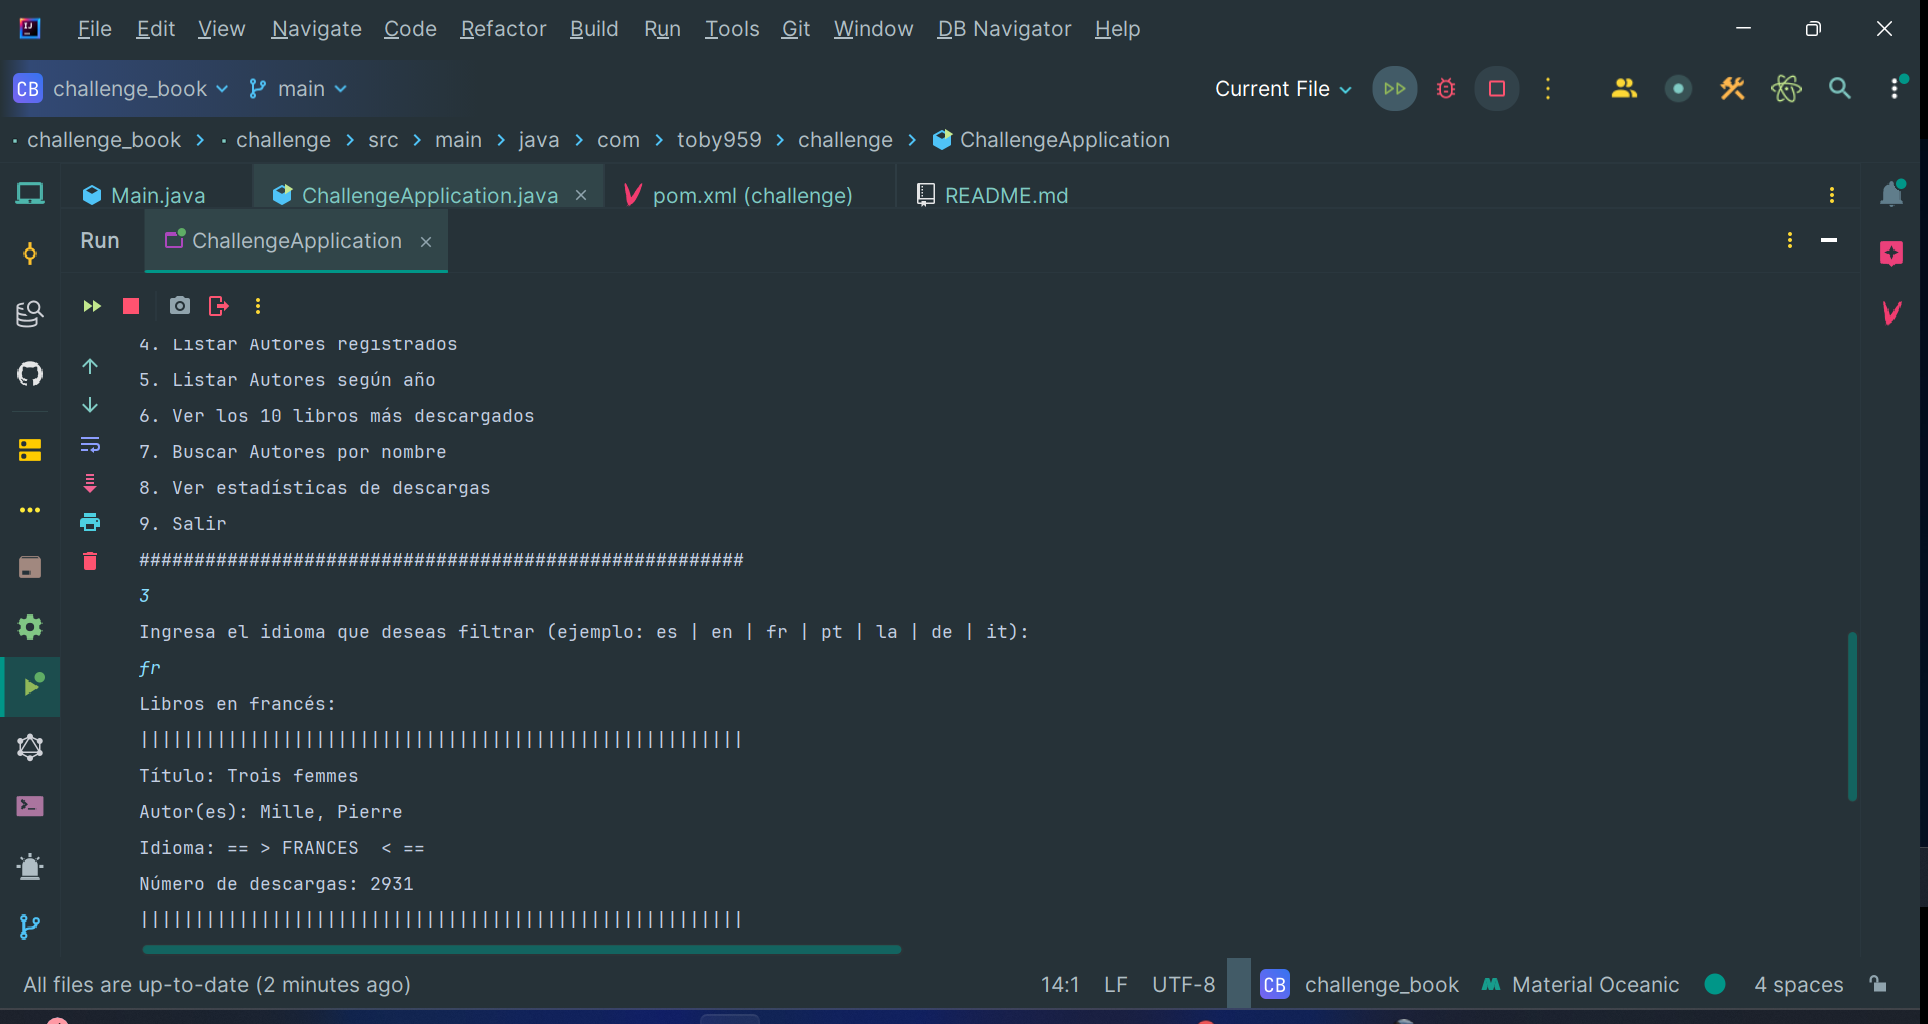 File Edit View Navigate Code Refactor Build Run Tools Git Window DB Navigator Help
CB challenge_book main Current File
challenge_book > challenge > src > main > java > com > toby959 > challenge > ChallengeApplication
Main.java ChallengeApplication.java × pom.xml (challenge) README.md
Run ChallengeApplication ×
4. Listar Autores registrados
5. Listar Autores según año
6. Ver los 10 libros más descargados
7. Buscar Autores por nombre
8. Ver estadísticas de descargas
9. Salir
#######################################################
3
Ingresa el idioma que deseas filtrar (ejemplo: es | en | fr | pt | la | de | it):
fr
Libros en francés:
|||||||||||||||||||||||||||||||||||||||||||||||||||||||
Título: Trois femmes
Autor(es): Mille, Pierre
Idioma: == > FRANCES  < ==
Número de descargas: 2931
|||||||||||||||||||||||||||||||||||||||||||||||||||||||
All files are up-to-date (2 minutes ago) 14:1 LF UTF-8 CB challenge_book Material Oceanic 4 spaces